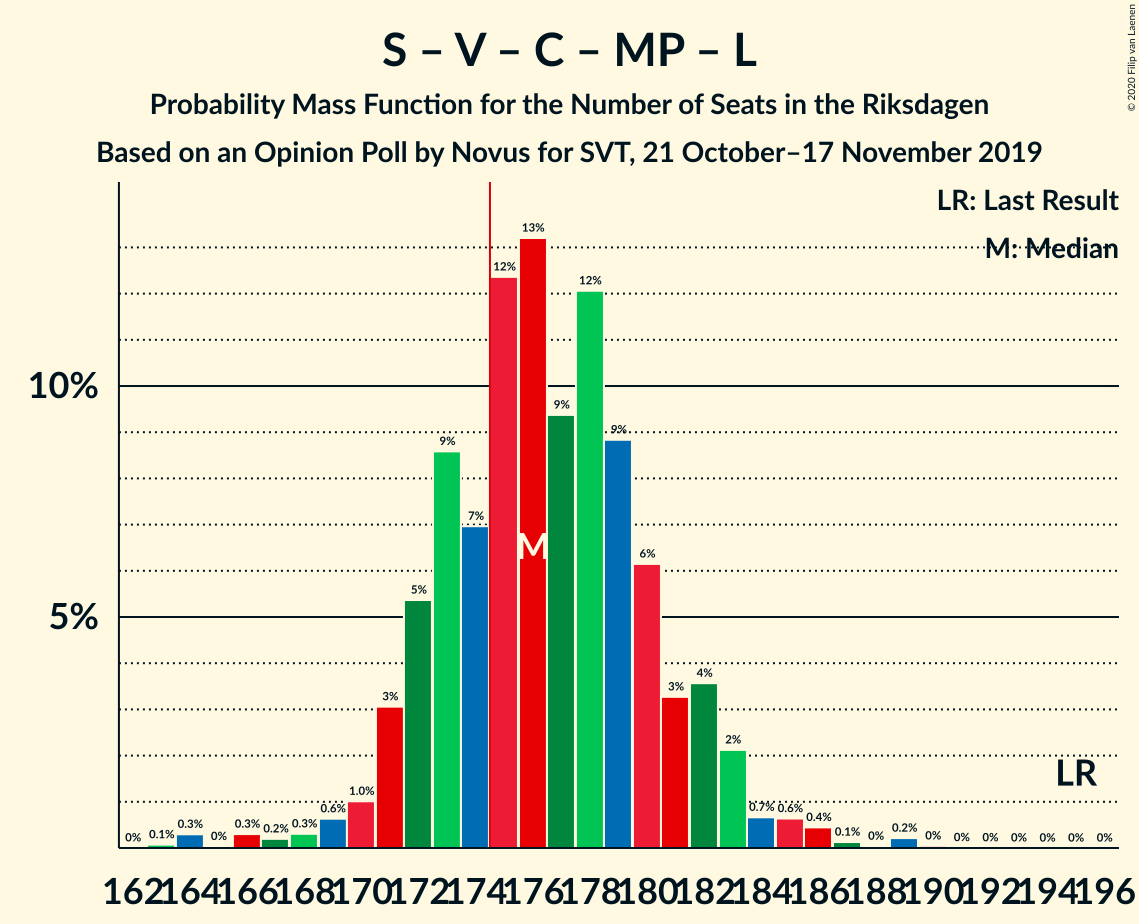 S – V – C – MP – L
Probability Mass Function for the Number of Seats in the Riksdagen
Based on an Opinion Poll by Novus for SVT, 21 October–17 November 2019
© 2020 Filip van Laenen
LR: Last Result
M: Median
10%
5%
0% 0.1% 0.3% 0% 0.3% 0.2% 0.3% 0.6% 1.0% 3% 5% 9% 7% 12% 13% 9% 12% 9% 6% 3% 4% 2% 0.7% 0.6% 0.4% 0.1% 0% 0.2% 0% 0% 0% 0% 0% 0% 0%
M
LR
162 164 166 168 170 172 174 176 178 180 182 184 186 188 190 192 194 196